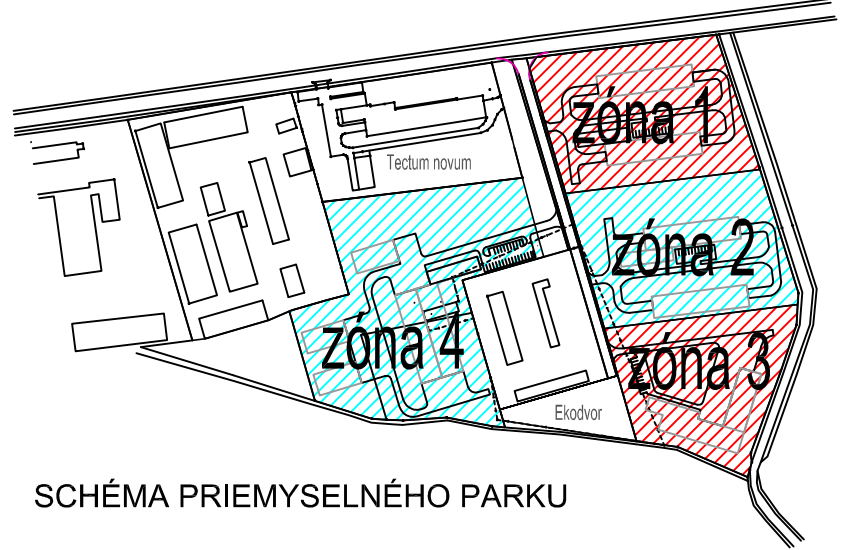 zóna 1
Tectum novum
zóna 2
zóna 4
zóna 3
Ekodvor
SCHÉMA PRIEMYSELNÉHO PARKU